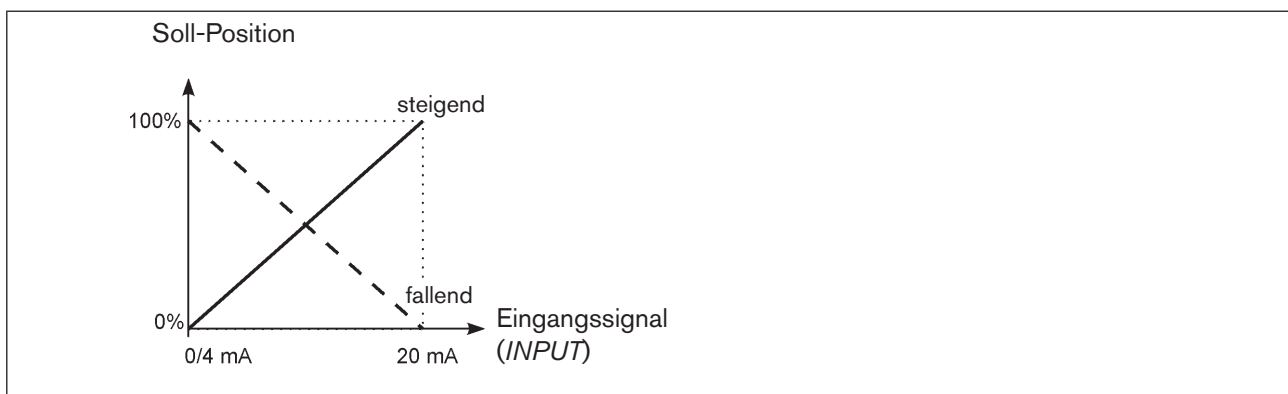 Soll-Position
steigend
100%
fallend
0%
Eingangssignal
(INPUT)
0/4 mA
20 mA